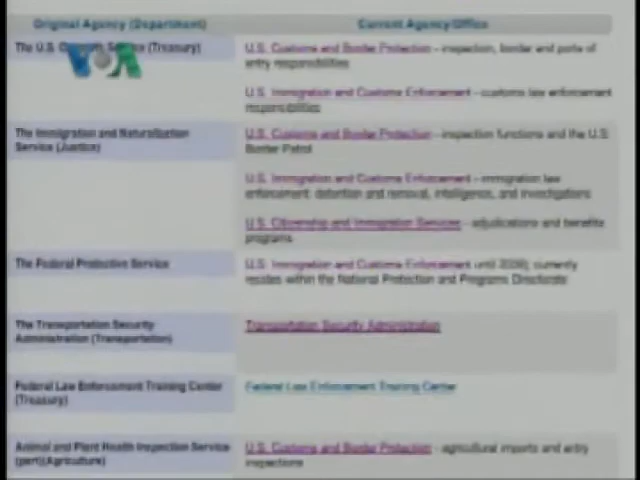 Original Agency (Department)
Current Agency/Office
The U.S. Customs Service (Treasury)
VOA
U.S. Customs and Border Protection - inspection, border and ports of
entry responsibilities
U.S. Immigration and Customs Enforcement - customs law enforcement
responsibilities
The Immigration and Naturalization
Service (Justice)
U.S. Customs and Border Protection - inspection functions and the U.S.
Border Patrol
U.S. Immigration and Customs Enforcement - immigration law
enforcement: detention and removal, intelligence, and investigations
U.S. Citizenship and Immigration Services - adjudications and benefits
programs
The Federal Protective Service
U.S. Immigration and Customs Enforcement until 2009; currently
resides within the National Protection and Programs Directorate
The Transportation Security
Administration (Transportation)
Transportation Security Administration
Federal Law Enforcement Training Center
(Treasury)
Federal Law Enforcement Training Center
Animal and Plant Health Inspection Service
(part)(Agriculture)
U.S. Customs and Border Protection - agricultural imports and entry
inspections